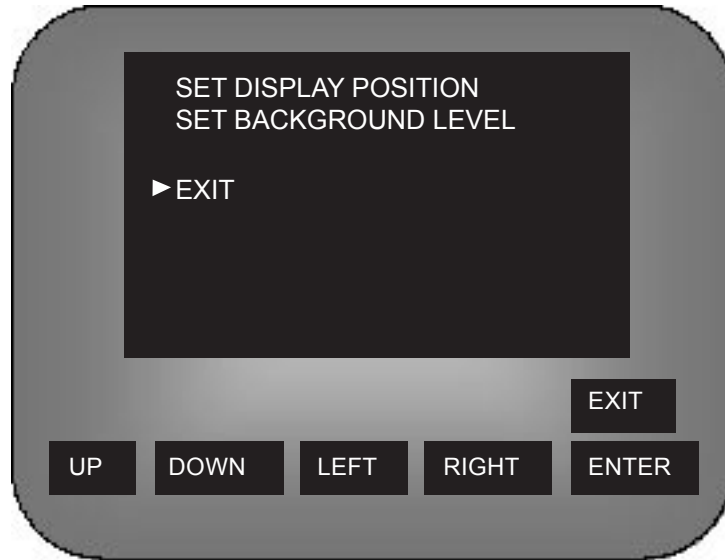 SET DISPLAY POSITION
SET BACKGROUND LEVEL
►EXIT
EXIT
UP DOWN LEFT RIGHT ENTER